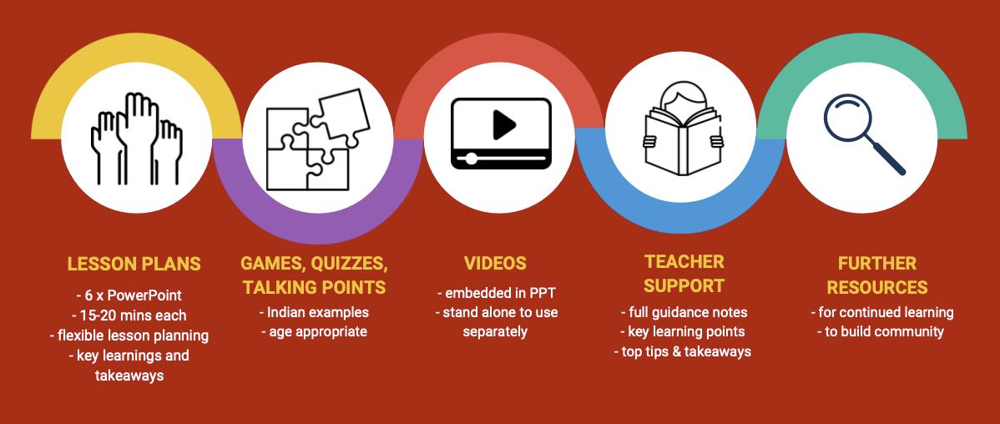 LESSON PLANS
- 6 x PowerPoint
- 15-20 mins each
- flexible lesson planning
- key learnings and
takeaways
GAMES, QUIZZES,
TALKING POINTS
- Indian examples
- age appropriate
VIDEOS
- embedded in PPT
- stand alone to use
separately
TEACHER
SUPPORT
- full guidance notes
- key learning points
- top tips & takeaways
FURTHER
RESOURCES
- for continued learning
- to build community